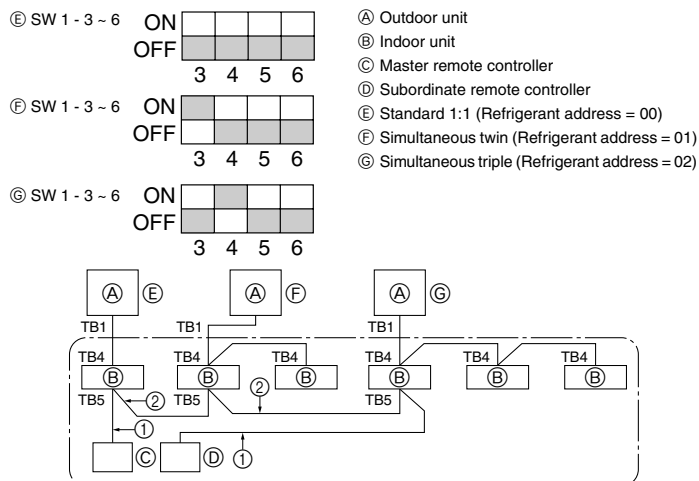 Ⓔ SW 1 - 3 ~ 6 ON
OFF
3 4 5 6
Ⓕ SW 1 - 3 ~ 6 ON
OFF
3 4 5 6
Ⓖ SW 1 - 3 ~ 6 ON
OFF
3 4 5 6
Ⓐ Outdoor unit
Ⓑ Indoor unit
Ⓒ Master remote controller
Ⓓ Subordinate remote controller
Ⓔ Standard 1:1 (Refrigerant address = 00)
Ⓕ Simultaneous twin (Refrigerant address = 01)
Ⓖ Simultaneous triple (Refrigerant address = 02)
Ⓐ Ⓔ Ⓐ Ⓕ Ⓐ Ⓖ
TB1 TB1 TB1
TB4 TB4 TB4 TB4 TB4 TB4
Ⓑ Ⓑ Ⓑ Ⓑ Ⓑ Ⓑ
TB5 ② TB5 ② TB5
①
Ⓒ Ⓓ ①